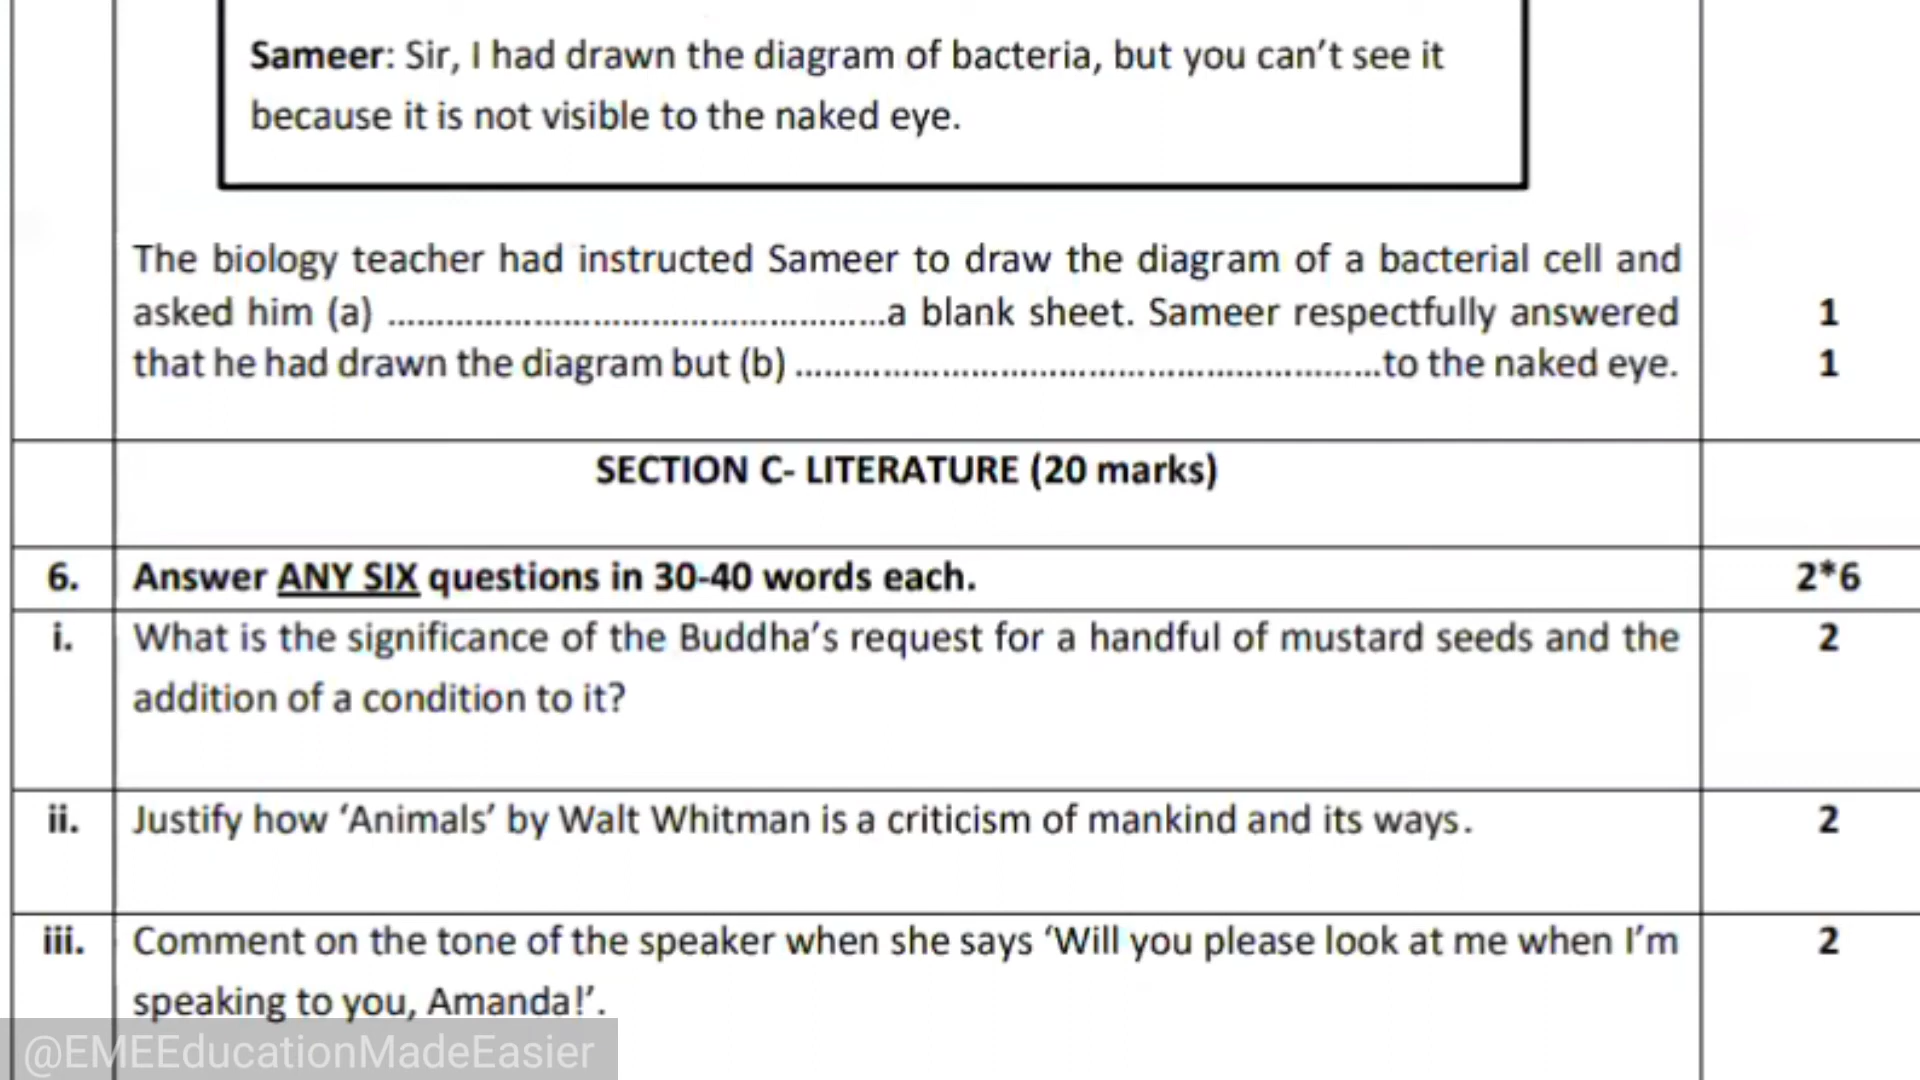 Sameer: Sir, I had drawn the diagram of bacteria, but you can't see it
because it is not visible to the naked eye.
The biology teacher had instructed Sameer to draw the diagram of a bacterial cell and
asked him (a) ..................................................a blank sheet. Sameer respectfully answered 1
that he had drawn the diagram but (b) ............................................................to the naked eye. 1
SECTION C- LITERATURE (20 marks)
6. Answer ANY SIX questions in 30-40 words each. 2*6
i. What is the significance of the Buddha's request for a handful of mustard seeds and the 2
addition of a condition to it?
ii. Justify how 'Animals' by Walt Whitman is a criticism of mankind and its ways. 2
iii. Comment on the tone of the speaker when she says 'Will you please look at me when I'm 2
speaking to you, Amanda!'.
@EMEEducationMadeEasier